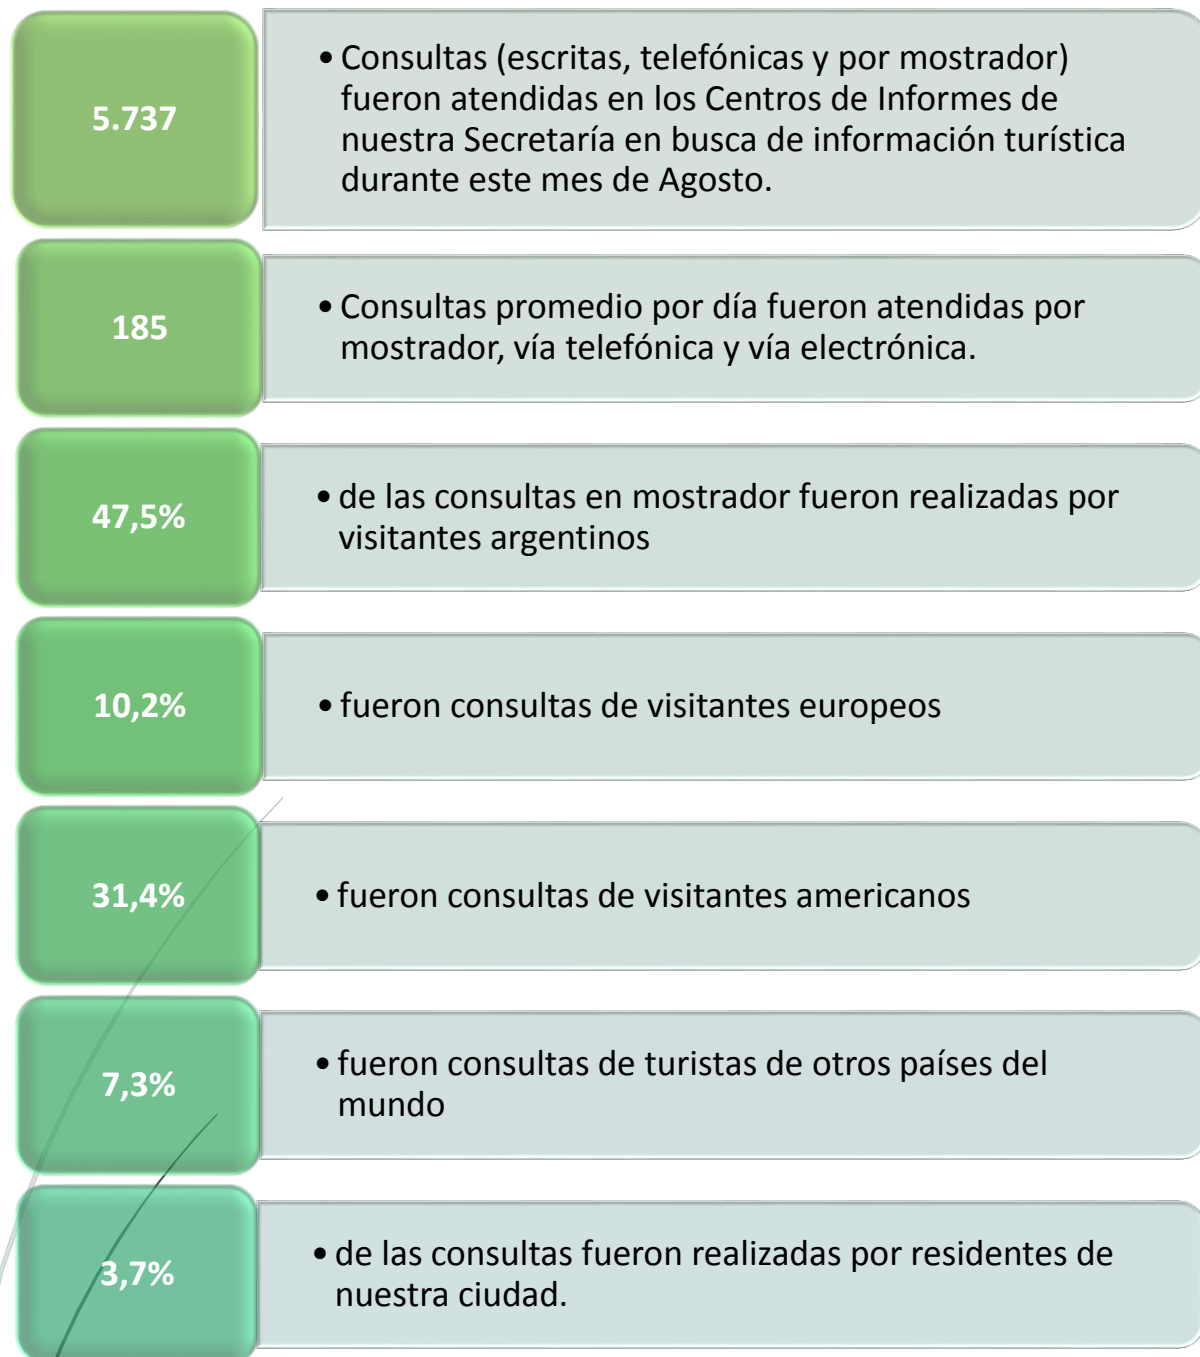 5.737
• Consultas (escritas, telefónicas y por mostrador)
fueron atendidas en los Centros de Informes de
nuestra Secretaría en busca de información turística
durante este mes de Agosto.
185
• Consultas promedio por día fueron atendidas por
mostrador, vía telefónica y vía electrónica.
47,5%
• de las consultas en mostrador fueron realizadas por
visitantes argentinos
10,2%
• fueron consultas de visitantes europeos
31,4%
• fueron consultas de visitantes americanos
7,3%
• fueron consultas de turistas de otros países del
mundo
3,7%
• de las consultas fueron realizadas por residentes de
nuestra ciudad.